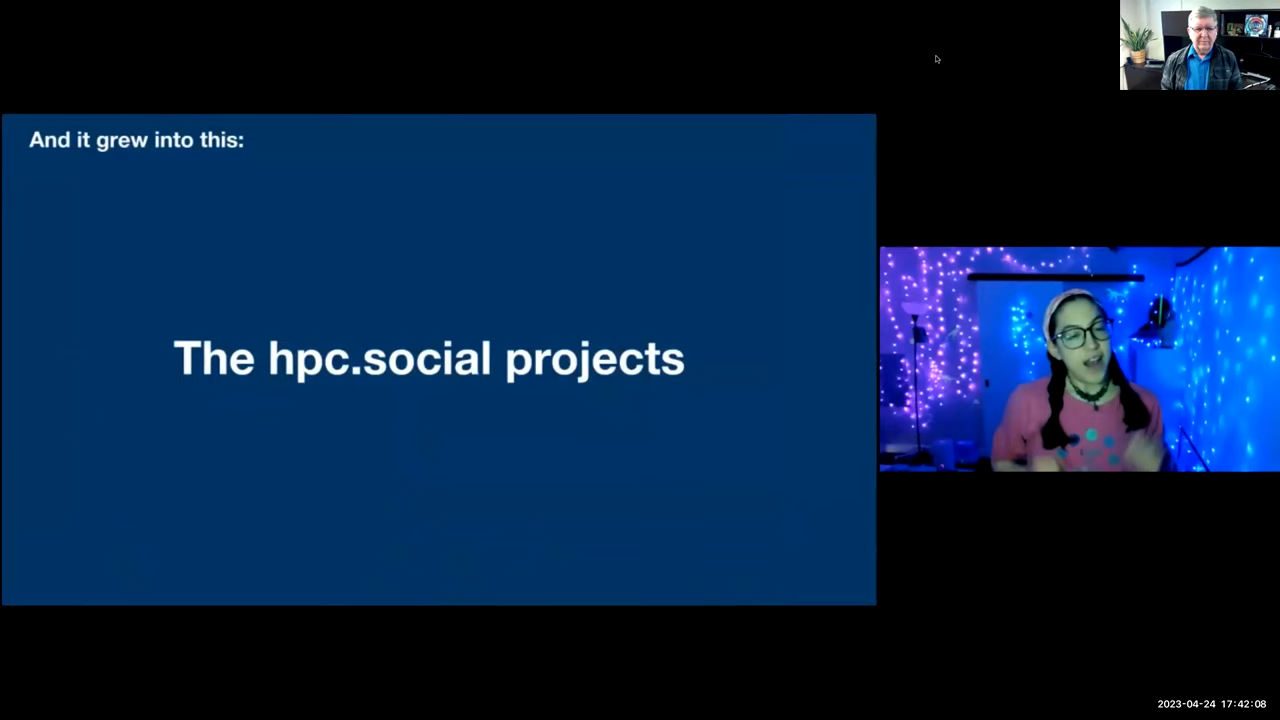 And it grew into this:
The hpc.social projects
2023-04-24 17:42:08